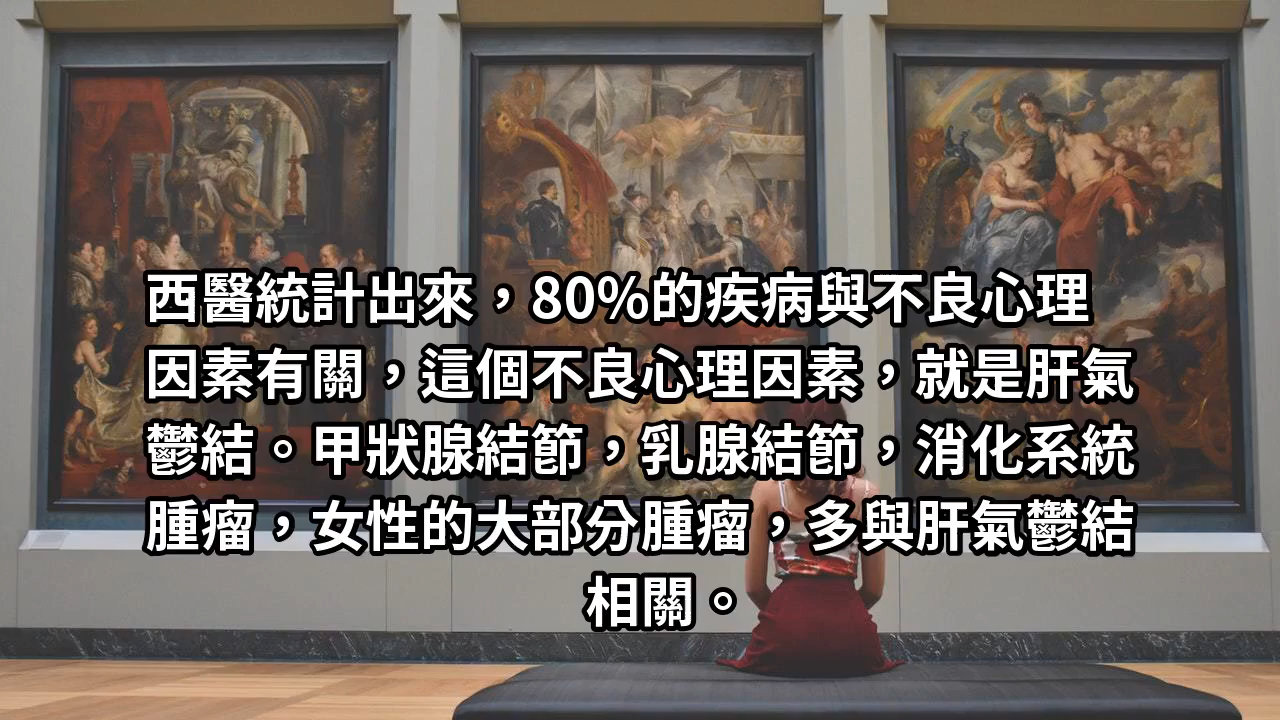 西醫統計出來，80%的疾病與不良心理
因素有關，這個不良心理因素，就是肝氣
鬱結。甲狀腺結節，乳腺結節，消化系統
腫瘤，女性的大部分腫瘤，多與肝氣鬱結
相關。